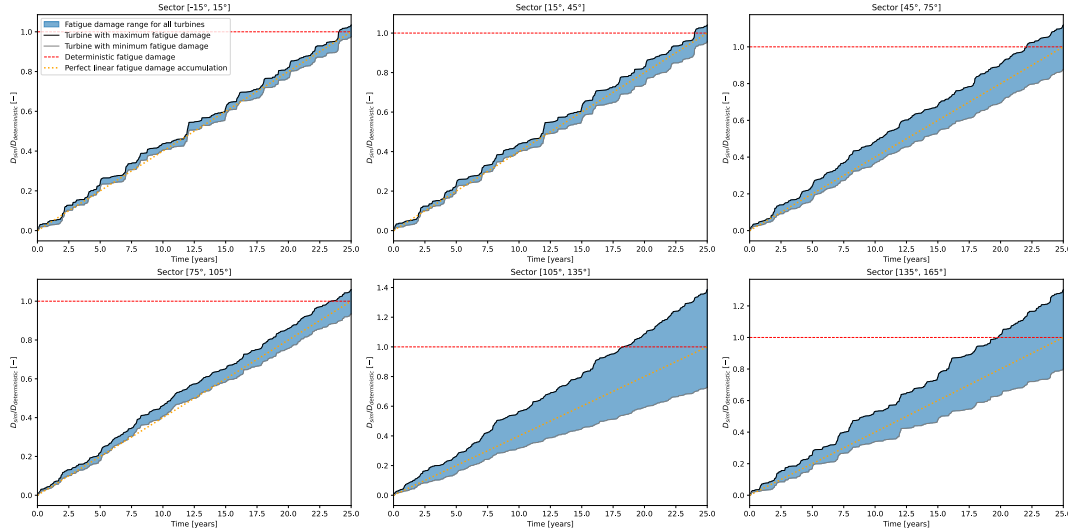 Sector [-15°, 15°]
Fatigue damage range for all turbines
Turbine with maximum fatigue damage
Turbine with minimum fatigue damage
Deterministic fatigue damage
Perfect linear fatigue damage accumulation
1.0
0.8
0.6
0.4
0.2
0.0
D_sim/D_deterministic [−]
0.0 2.5 5.0 7.5 10.0 12.5 15.0 17.5 20.0 22.5 25.0
Time [years]
Sector [15°, 45°]
1.0
0.8
0.6
0.4
0.2
0.0
D_sim/D_deterministic [−]
0.0 2.5 5.0 7.5 10.0 12.5 15.0 17.5 20.0 22.5 25.0
Time [years]
Sector [45°, 75°]
1.0
0.8
0.6
0.4
0.2
0.0
D_sim/D_deterministic [−]
0.0 2.5 5.0 7.5 10.0 12.5 15.0 17.5 20.0 22.5 25.0
Time [years]
Sector [75°, 105°]
1.0
0.8
0.6
0.4
0.2
0.0
D_sim/D_deterministic [−]
0.0 2.5 5.0 7.5 10.0 12.5 15.0 17.5 20.0 22.5 25.0
Time [years]
Sector [105°, 135°]
1.4
1.2
1.0
0.8
0.6
0.4
0.2
0.0
D_sim/D_deterministic [−]
0.0 2.5 5.0 7.5 10.0 12.5 15.0 17.5 20.0 22.5 25.0
Time [years]
Sector [135°, 165°]
1.2
1.0
0.8
0.6
0.4
0.2
0.0
D_sim/D_deterministic [−]
0.0 2.5 5.0 7.5 10.0 12.5 15.0 17.5 20.0 22.5 25.0
Time [years]